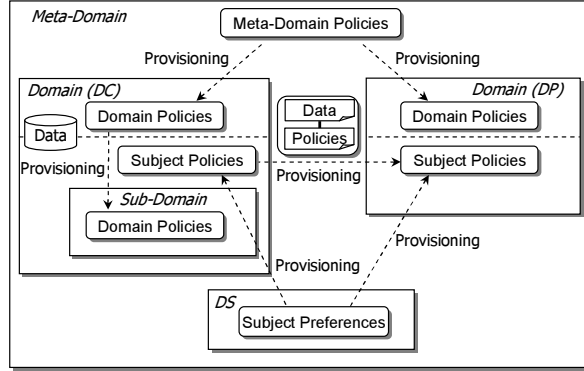 Meta-Domain
Meta-Domain Policies
Provisioning
Provisioning
Domain (DC)
Domain (DP)
Domain Policies
Data
Policies
Domain Policies
Data
Provisioning
Subject Policies
Provisioning
Subject Policies
Sub-Domain
Domain Policies
Provisioning
Provisioning
DS
Subject Preferences